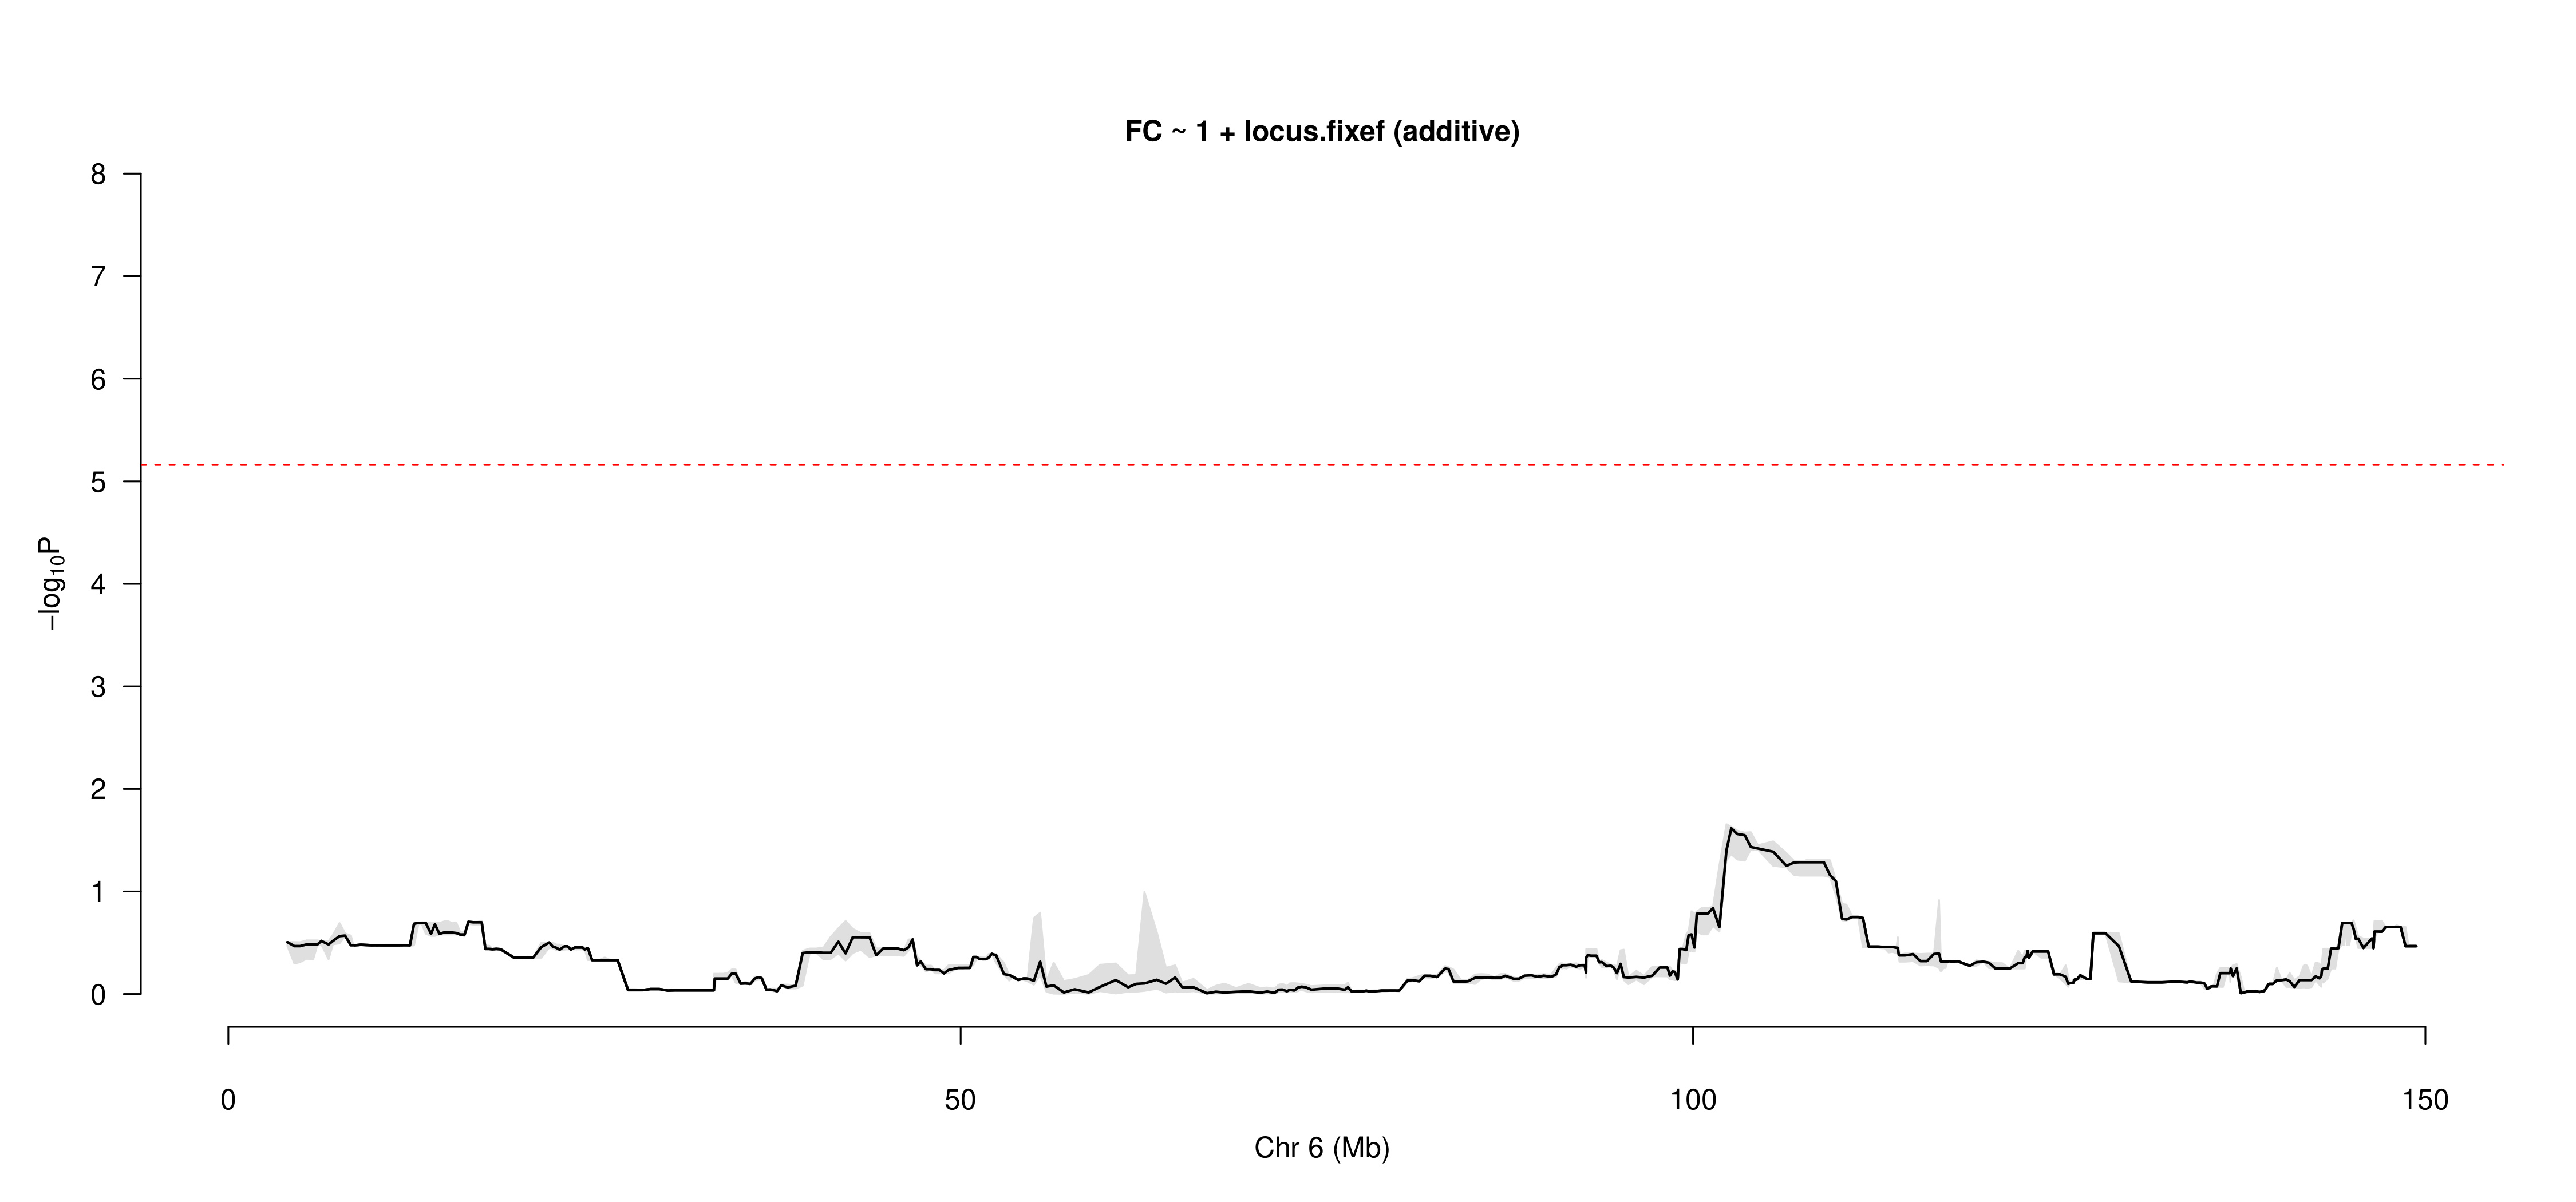 FC ~ 1 + locus.fixef (additive)
8
7
6
5
4
3
2
1
0
−log10P
0 50 100 150
Chr 6 (Mb)